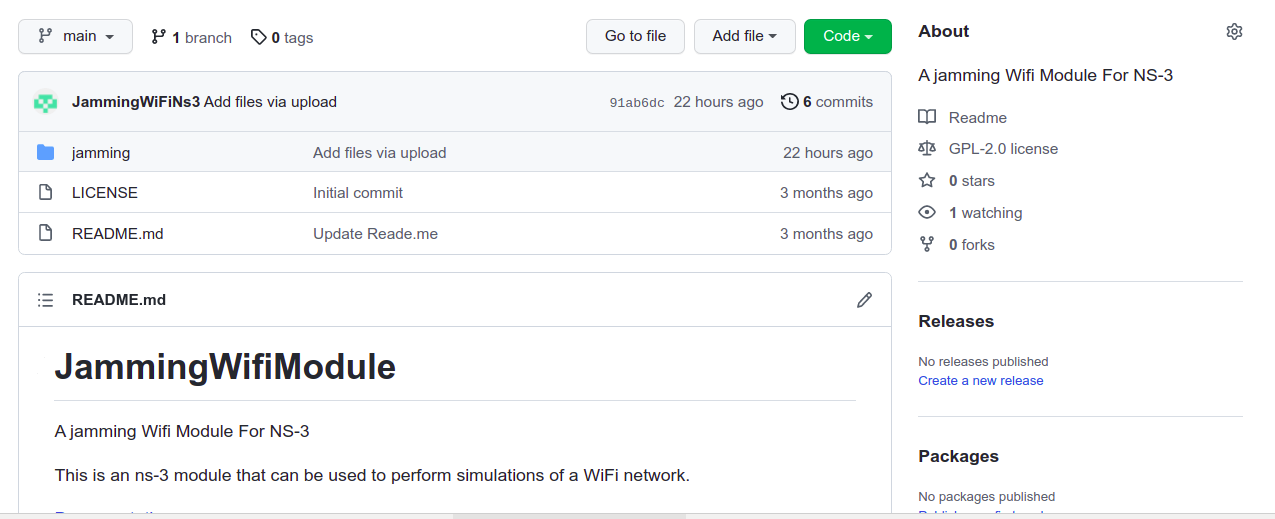 main
1 branch
0 tags
Go to file
Add file
Code
JammingWiFiNs3 Add files via upload
91ab6dc 22 hours ago
6 commits
jamming
Add files via upload
22 hours ago
LICENSE
Initial commit
3 months ago
README.md
Update Reade.me
3 months ago
README.md
JammingWifiModule
A jamming Wifi Module For NS-3
This is an ns-3 module that can be used to perform simulations of a WiFi network.
About
A jamming Wifi Module For NS-3
Readme
GPL-2.0 license
0 stars
1 watching
0 forks
Releases
No releases published
Create a new release
Packages
No packages published